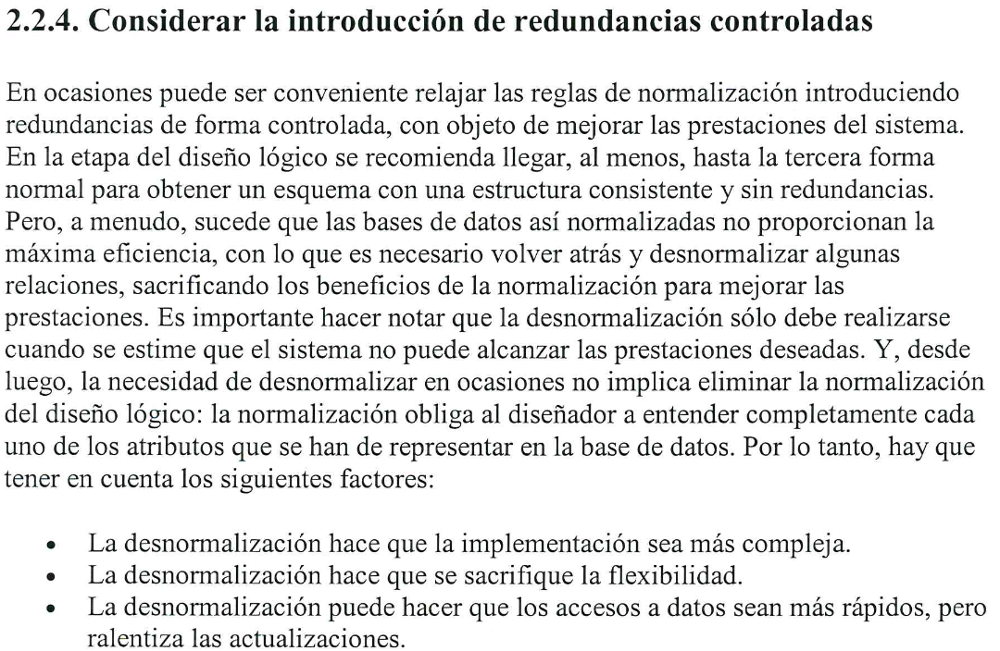 2.2.4. Considerar la introducción de redundancias controladas
En ocasiones puede ser conveniente relajar las reglas de normalización introduciendo
redundancias de forma controlada, con objeto de mejorar las prestaciones del sistema.
En la etapa del diseño lógico se recomienda llegar, al menos, hasta la tercera forma
normal para obtener un esquema con una estructura consistente y sin redundancias.
Pero, a menudo, sucede que las bases de datos así normalizadas no proporcionan la
máxima eficiencia, con lo que es necesario volver atrás y desnormalizar algunas
relaciones, sacrificando los beneficios de la normalización para mejorar las
prestaciones. Es importante hacer notar que la desnormalización sólo debe realizarse
cuando se estime que el sistema no puede alcanzar las prestaciones deseadas. Y, desde
luego, la necesidad de desnormalizar en ocasiones no implica eliminar la normalización
del diseño lógico: la normalización obliga al diseñador a entender completamente cada
uno de los atributos que se han de representar en la base de datos. Por lo tanto, hay que
tener en cuenta los siguientes factores:
• La desnormalización hace que la implementación sea más compleja.
• La desnormalización hace que se sacrifique la flexibilidad.
• La desnormalización puede hacer que los accesos a datos sean más rápidos, pero
ralentiza las actualizaciones.